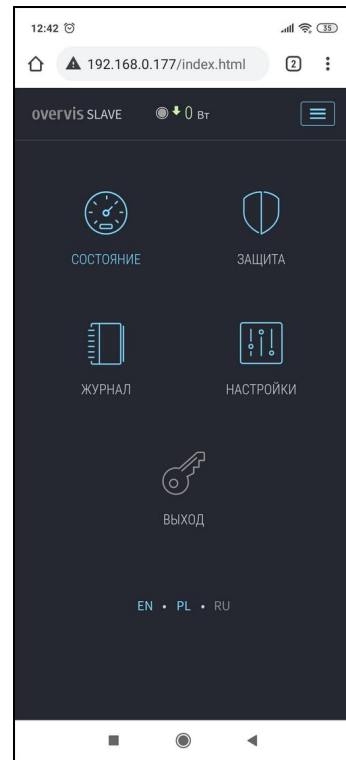 12:42
35
192.168.0.177/index.html
2
overvis SLAVE 0 Вт
СОСТОЯНИЕ ЗАЩИТА
ЖУРНАЛ НАСТРОЙКИ
ВЫХОД
EN • PL • RU